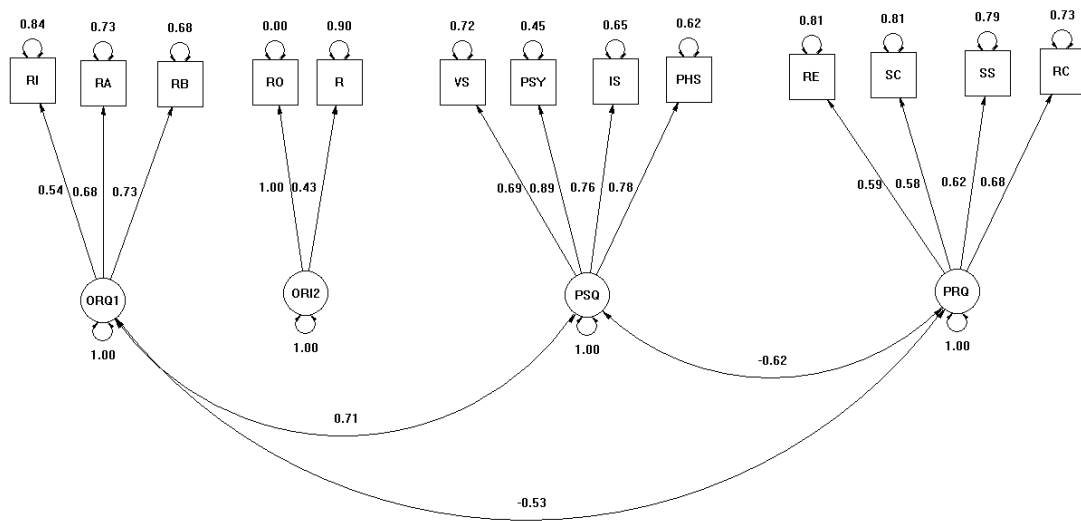 0.84 0.73 0.68 0.00 0.90 0.72 0.45 0.65 0.62 0.81 0.81 0.79 0.73
RI RA RB RO R VS PSY IS PHS RE SC SS RC
0.54 0.68 0.73 1.00 0.43 0.69 0.89 0.76 0.78 0.59 0.58 0.62 0.68
ORQ1 ORI2 PSQ PRQ
1.00 1.00 1.00 1.00
-0.62
0.71
-0.53